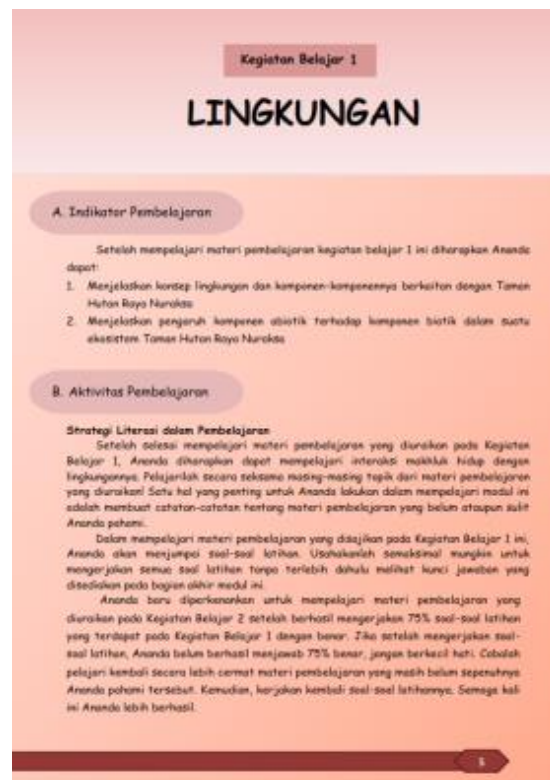 Kegiatan Belajar 1
LINGKUNGAN
A. Indikator Pembelajaran
Setelah mempelajari materi pembelajaran kegiatan belajar 1 ini diharapkan Ananda
dapat:
1. Menjelaskan konsep lingkungan dan komponen-komponennya berkaitan dengan Taman
Hutan Raya Nuraksa
2. Menjelaskan pengaruh komponen abiotik terhadap komponen biotik dalam suatu
ekosistem Taman Hutan Raya Nuraksa
B. Aktivitas Pembelajaran
Strategi Literasi dalam Pembelajaran
Setelah selesai mempelajari materi pembelajaran yang diuraikan pada Kegiatan
Belajar 1, Ananda diharapkan dapat mempelajari interaksi makhluk hidup dengan
lingkungannya. Pelajarilah secara seksama masing-masing topik dari materi pembelajaran
yang diuraikan! Satu hal yang penting untuk Ananda lakukan dalam mempelajari modul ini
adalah membuat catatan-catatan tentang materi pembelajaran yang belum ataupun sulit
Ananda pahami.
Dalam mempelajari materi pembelajaran yang disajikan pada Kegiatan Belajar 1 ini,
Ananda akan menjumpai soal-soal latihan. Usahakanlah semaksimal mungkin untuk
mengerjakan semua soal latihan tanpa terlebih dahulu melihat kunci jawaban yang
disediakan pada bagian akhir modul ini.
Ananda baru diperkenankan untuk mempelajari materi pembelajaran yang
diuraikan pada Kegiatan Belajar 2 setelah berhasil mengerjakan 75% soal-soal latihan
yang terdapat pada Kegiatan Belajar 1 dengan benar. Jika setelah mengerjakan soal-
soal latihan, Ananda belum berhasil menjawab 75% benar, jangan berkecil hati. Cobalah
pelajari kembali secara lebih cermat materi pembelajaran yang masih belum sepenuhnya
Ananda pahami tersebut. Kemudian, kerjakan kembali soal-soal latihannya. Semoga kali
ini Ananda lebih berhasil.